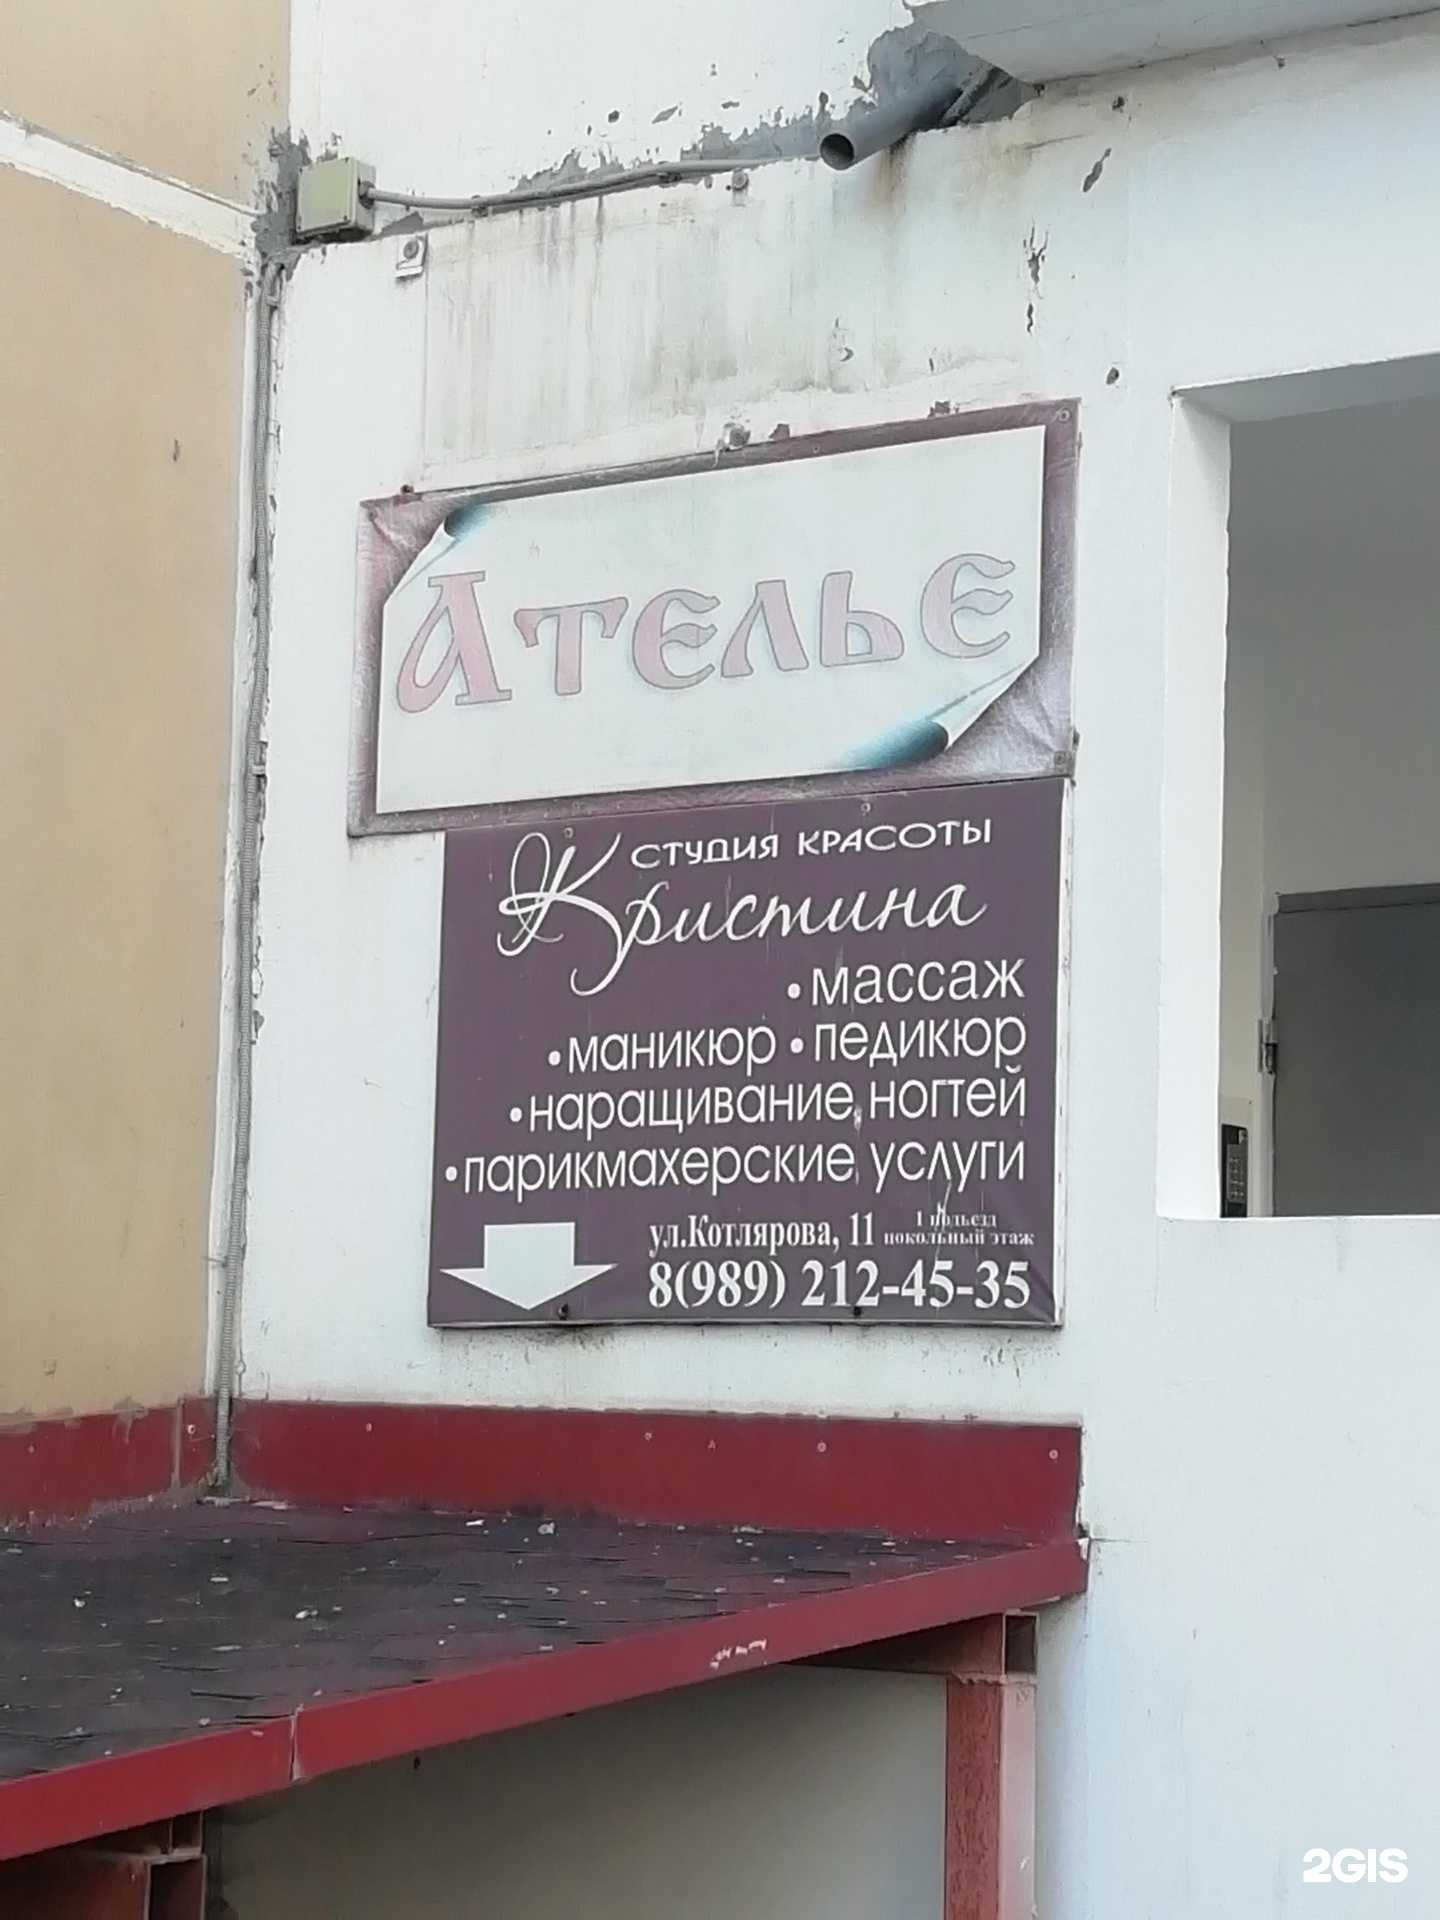 Ателье
СТУДИЯ КРАСОТЫ
Кристина
•массаж
•маникюр •педикюр
•наращивание ногтей
•парикмахерские услуги
ул.Котлярова, 11 1 подьезд
цокольный этаж
8(989) 212-45-35
2GIS